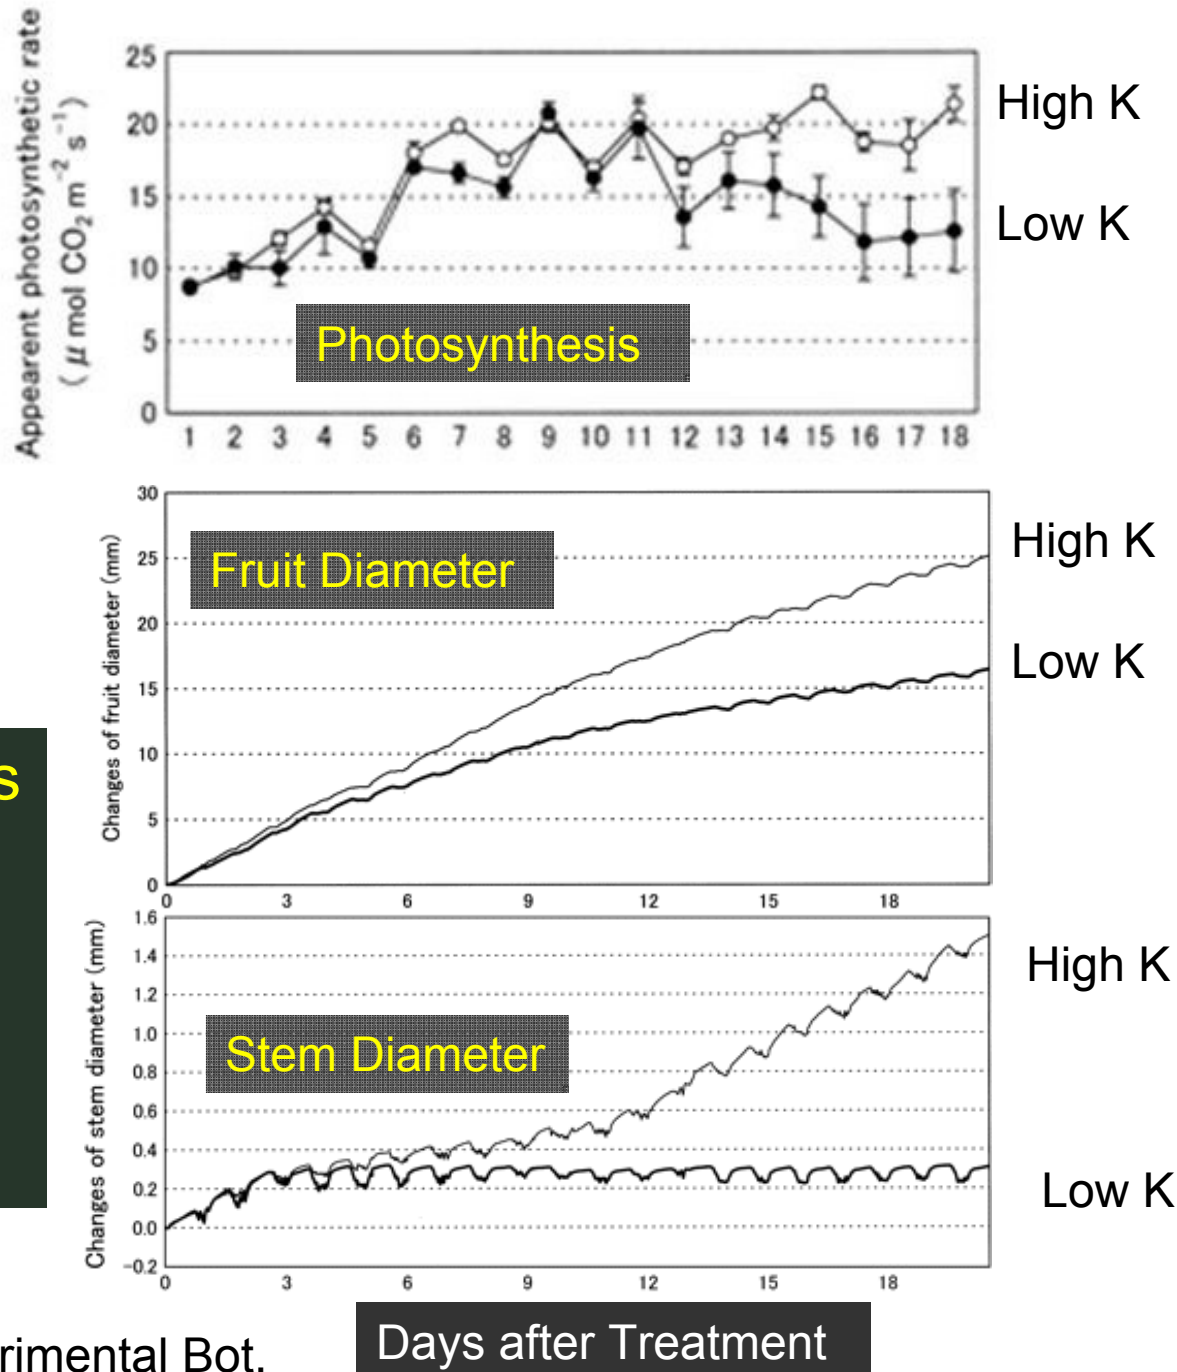 Appearent photosynthetic rate
( μ mol CO₂ m⁻² s⁻¹ )
25
20
15
10
5
0
High K
Low K
Photosynthesis
1 2 3 4 5 6 7 8 9 10 11 12 13 14 15 16 17 18
Changes of fruit diameter (mm)
30
25
20
15
10
5
0
Fruit Diameter
High K
Low K
0 3 6 9 12 15 18
s
Changes of stem diameter (mm)
1.6
1.4
1.2
1.0
0.8
0.6
0.4
0.2
0.0
-0.2
Stem Diameter
High K
Low K
0 3 6 9 12 15 18
Days after Treatment
rimental Bot.